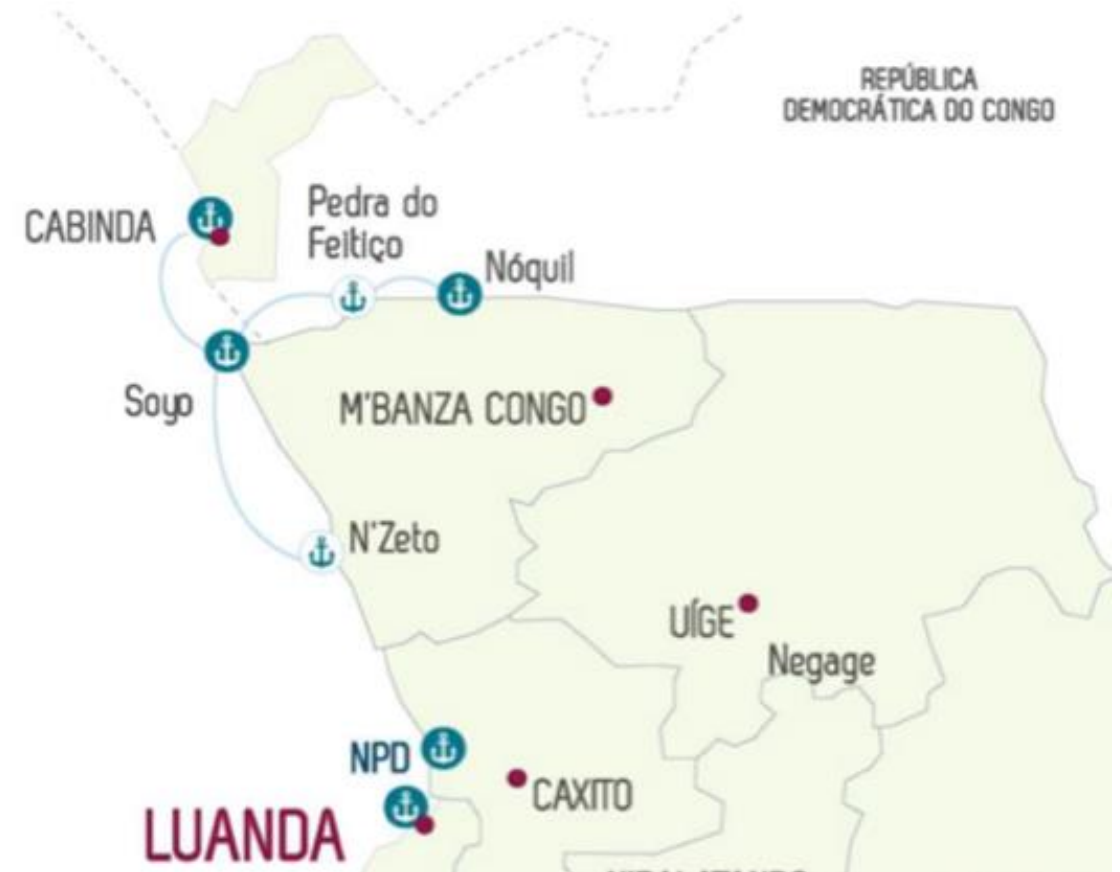 REPÚBLICA
DEMOCRÁTICA DO CONGO
CABINDA
Pedra do
Feitiço
Nóquil
Soyo
M'BANZA CONGO
N'Zeto
UÍGE
Negage
NPD
CAXITO
LUANDA